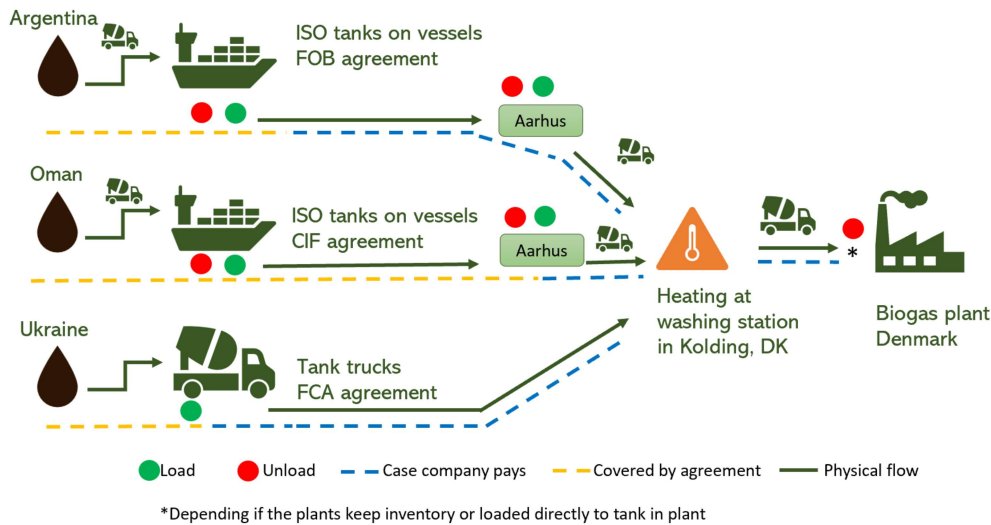 Argentina
ISO tanks on vessels
FOB agreement
Aarhus
Oman
ISO tanks on vessels
CIF agreement
Aarhus
*
Heating at
washing station
in Kolding, DK
Biogas plant
Denmark
Ukraine
Tank trucks
FCA agreement
Load
Unload
Case company pays
Covered by agreement
Physical flow
*Depending if the plants keep inventory or loaded directly to tank in plant